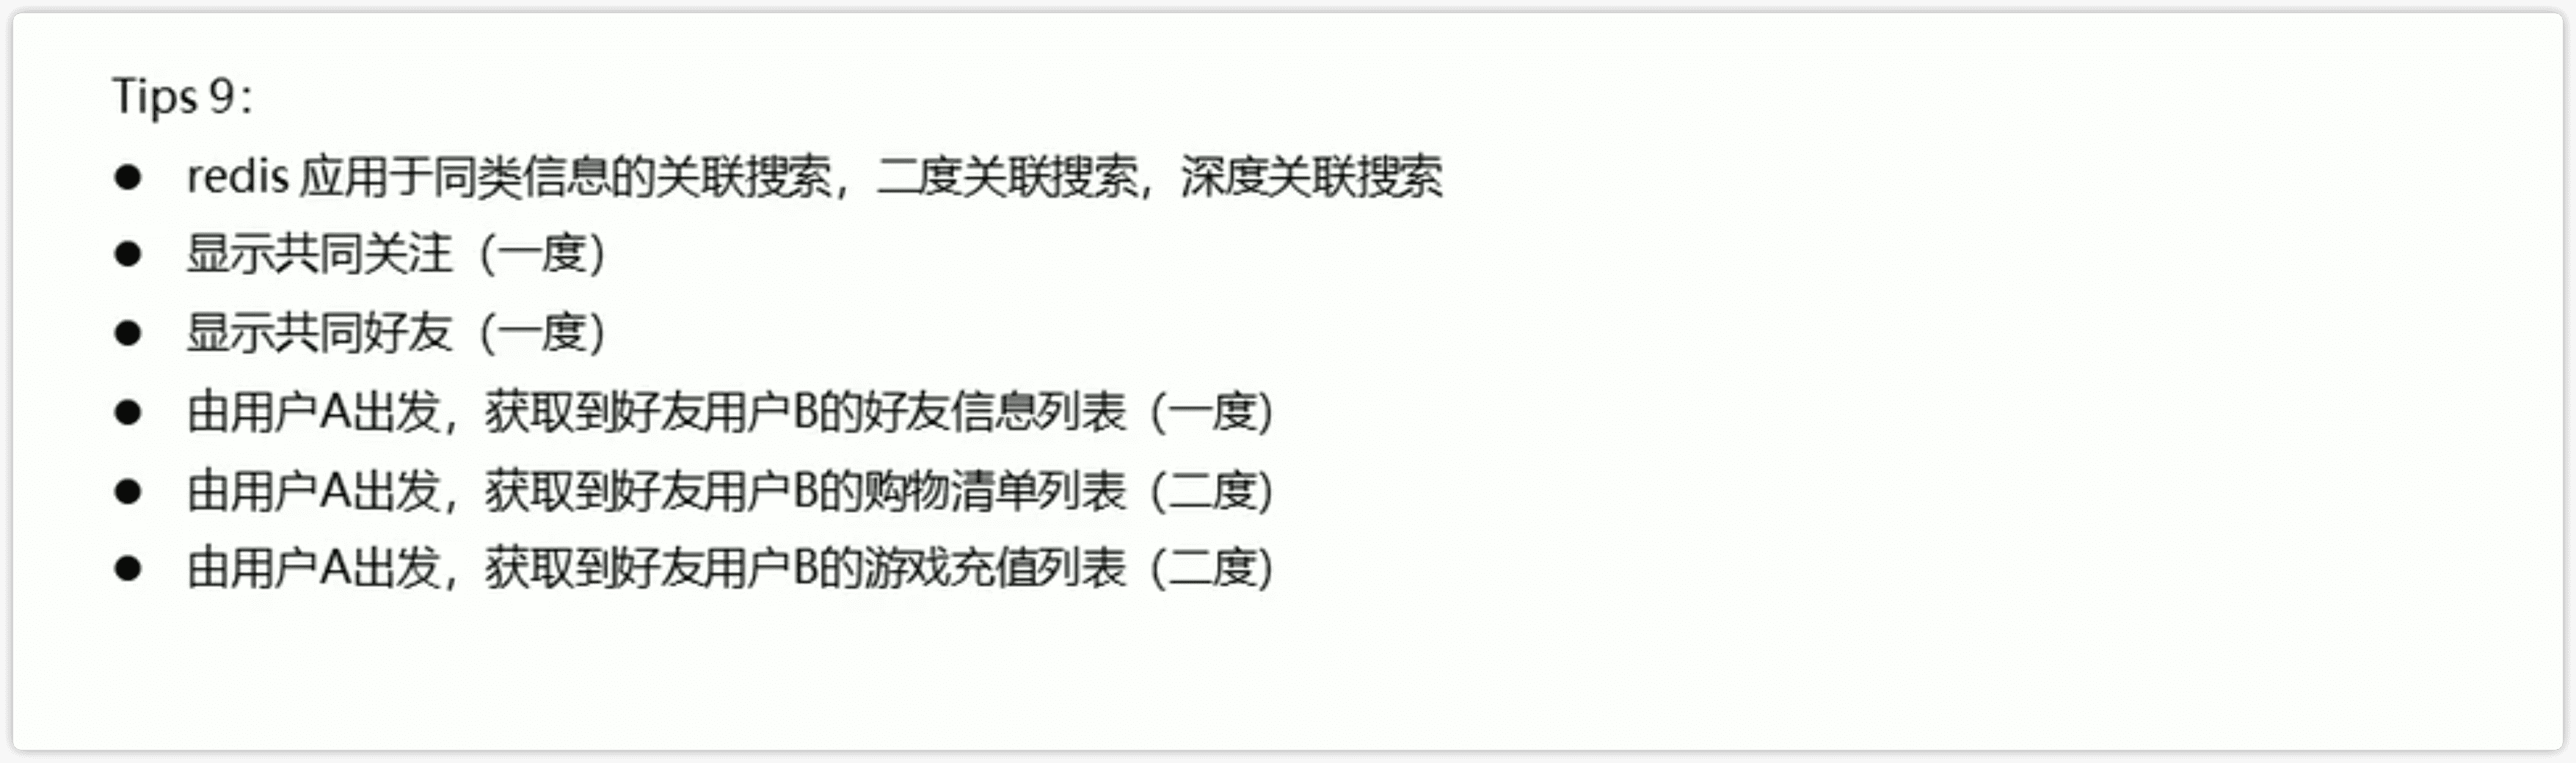 Tips 9：
● redis 应用于同类信息的关联搜索，二度关联搜索，深度关联搜索
● 显示共同关注（一度）
● 显示共同好友（一度）
● 由用户A出发，获取到好友用户B的好友信息列表（一度）
● 由用户A出发，获取到好友用户B的购物清单列表（二度）
● 由用户A出发，获取到好友用户B的游戏充值列表（二度）